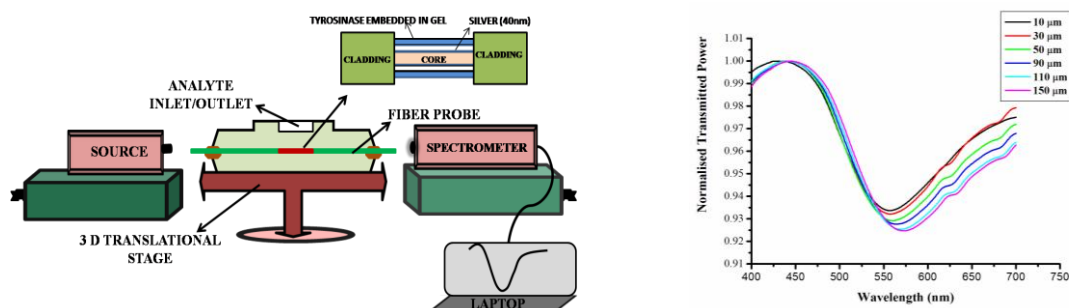 TYROSINASE EMBEDDED IN GEL
SILVER (40nm)
CLADDING
CORE
CLADDING
ANALYTE
INLET/OUTLET
FIBER PROBE
SOURCE
SPECTROMETER
3 D TRANSLATIONAL
STAGE
LAPTOP
10 µm
30 µm
50 µm
90 µm
110 µm
150 µm
Normalised Transmitted Power
1.01
1.00
0.99
0.98
0.97
0.96
0.95
0.94
0.93
0.92
0.91
400 450 500 550 600 650 700 750
Wavelength (nm)